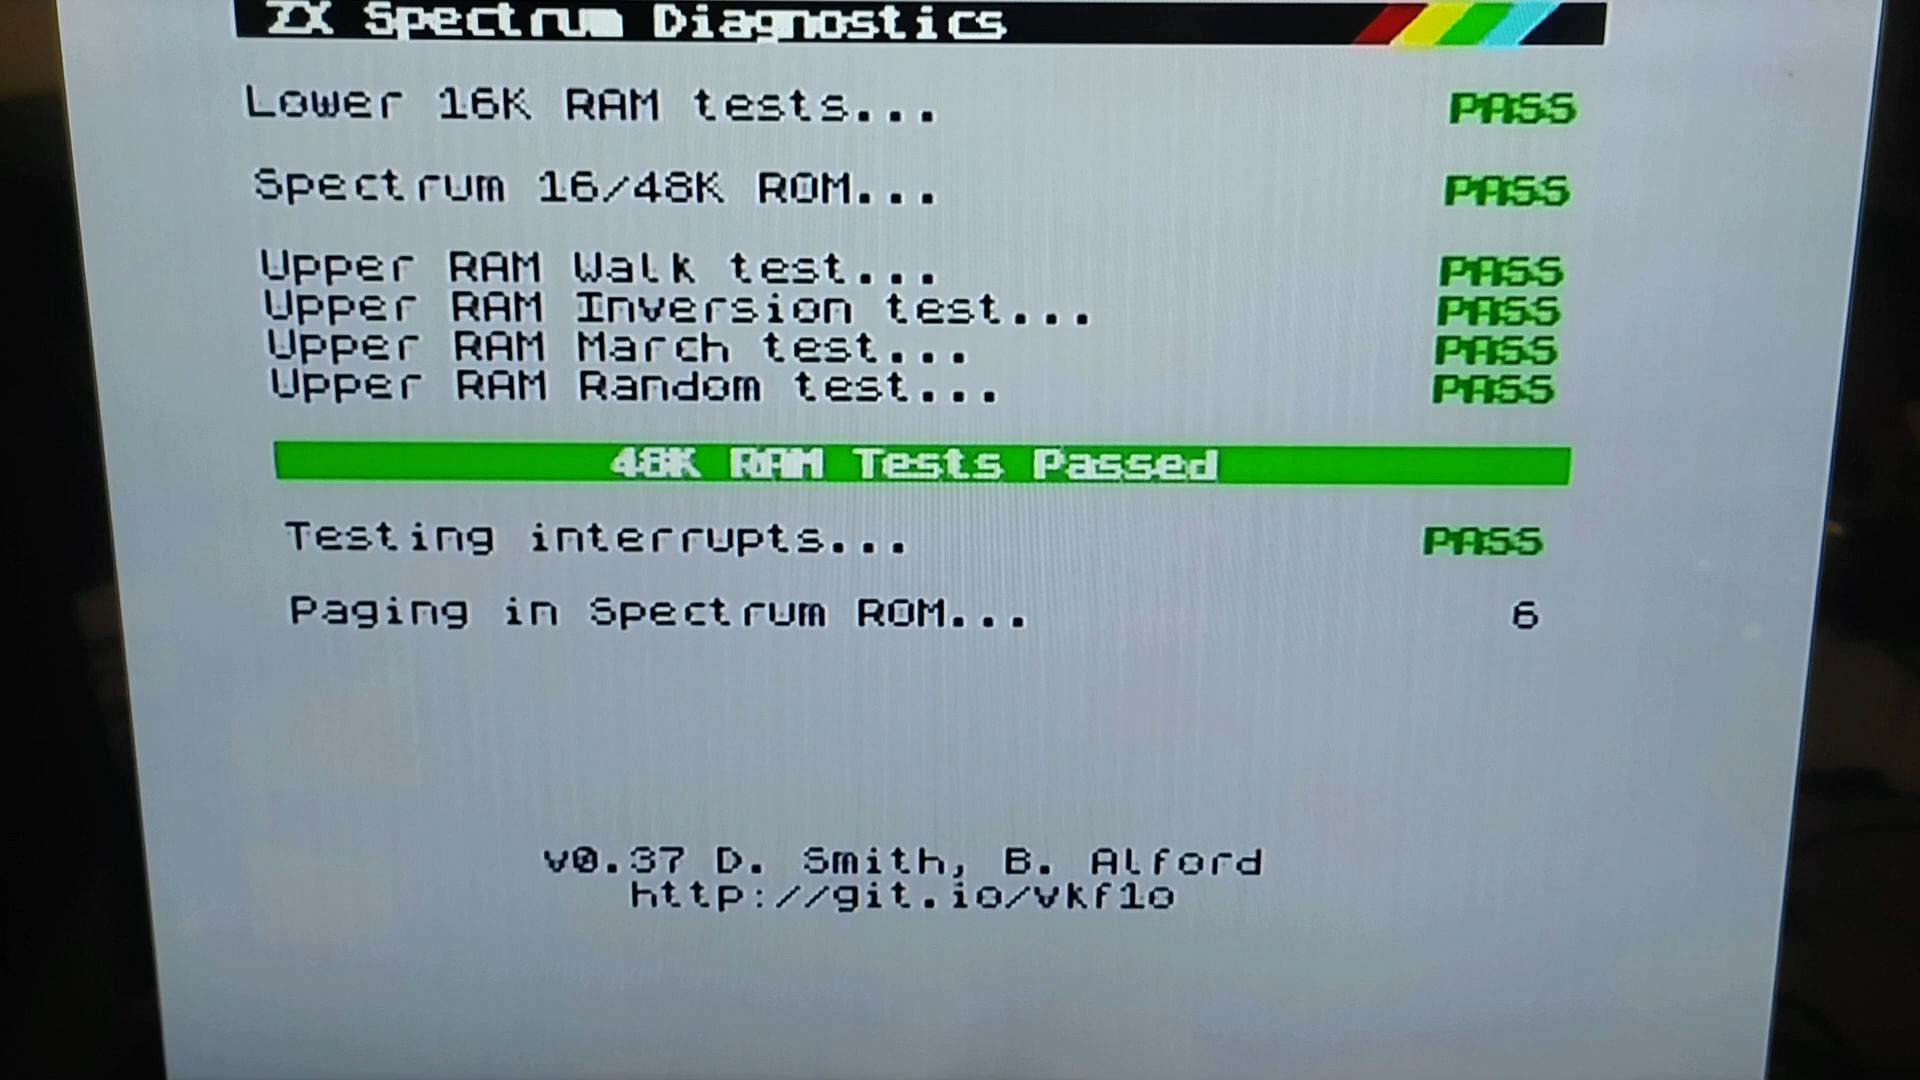 ZX Spectrum Diagnostics
Lower 16K RAM tests... PASS
Spectrum 16/48K ROM... PASS
Upper RAM Walk test... PASS
Upper RAM Inversion test... PASS
Upper RAM March test... PASS
Upper RAM Random test... PASS
48K RAM Tests Passed
Testing interrupts... PASS
Paging in Spectrum ROM... 6
v0.37 D. Smith, B. Alford
http://git.io/vkf1o